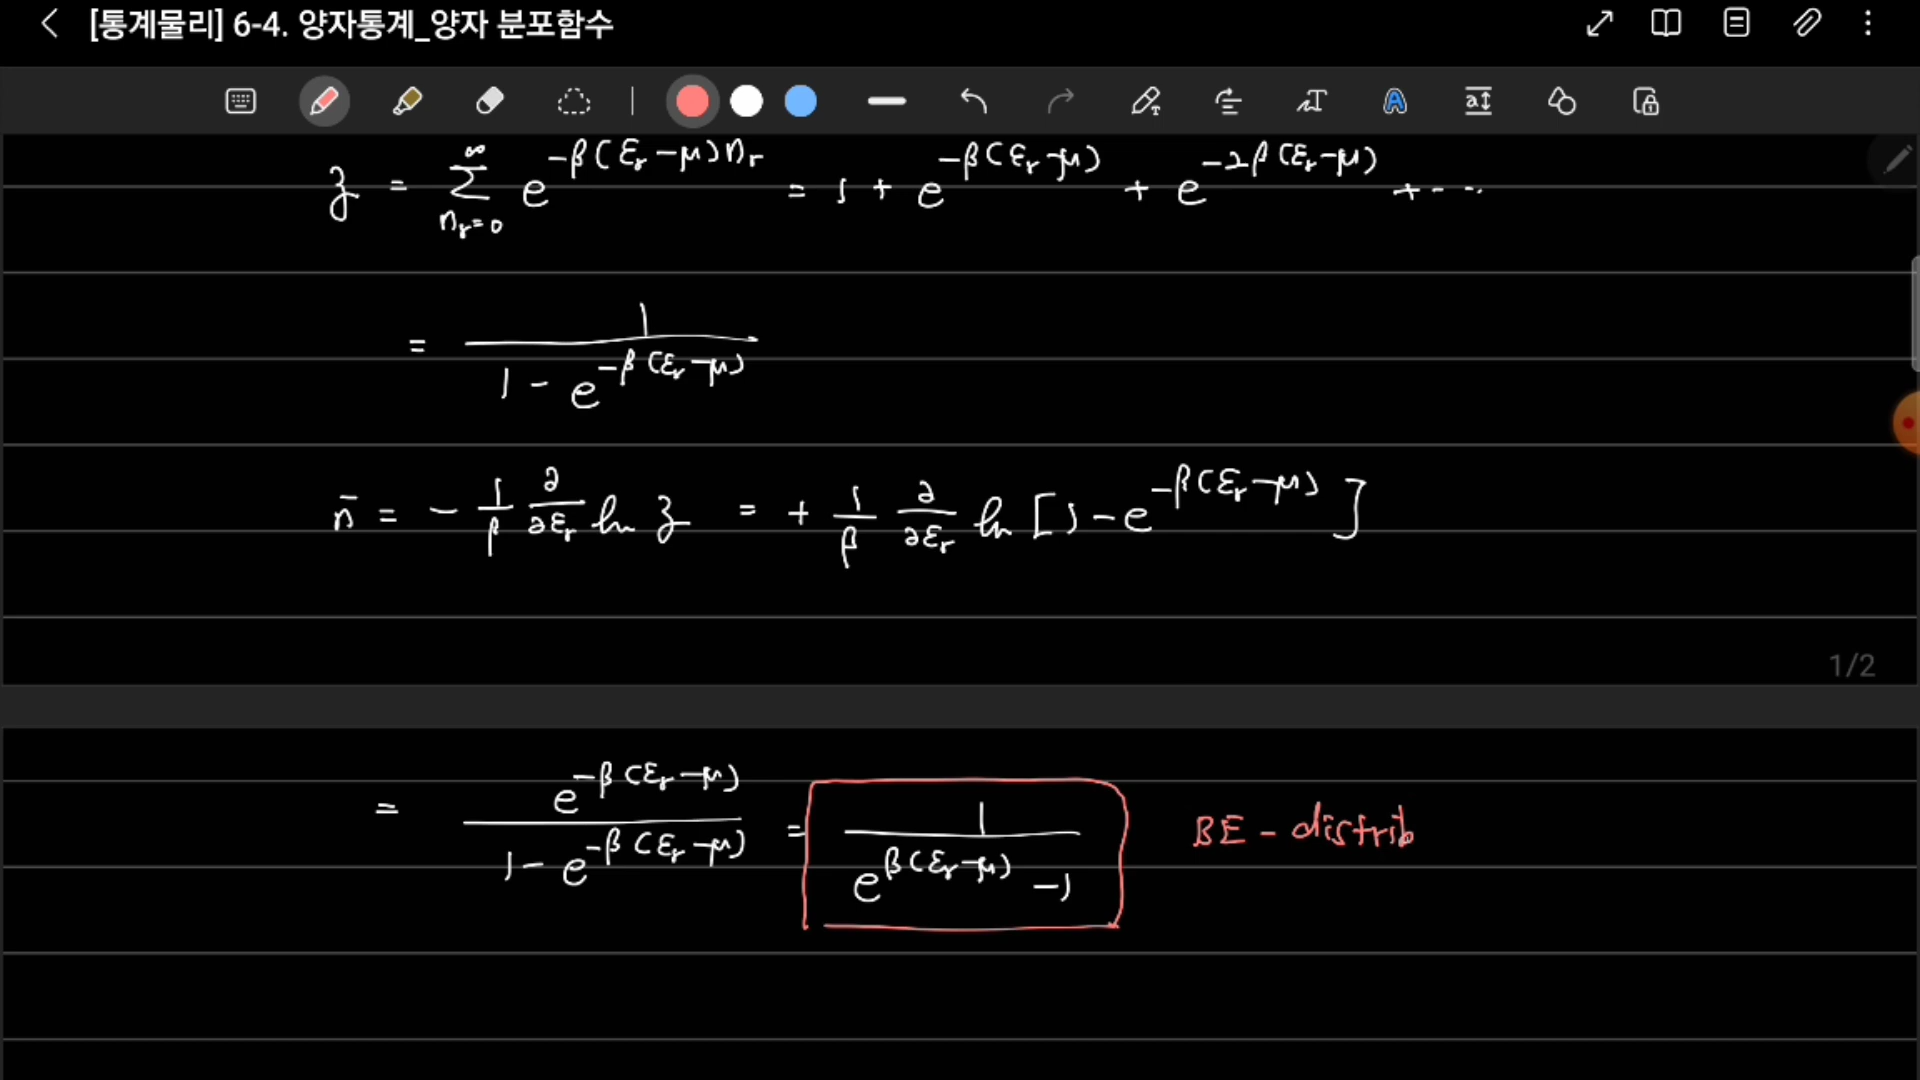 [통계물리] 6-4. 양자통계_양자 분포함수
𝔷 = ∑_{n_r=0}^{∞} e^{-β(ε_r-μ)n_r} = 1 + e^{-β(ε_r-μ)} + e^{-2β(ε_r-μ)} + ⋯
= 1 / (1 - e^{-β(ε_r-μ)})
n̄ = - 1/β ∂/∂ε_r ln 𝔷 = + 1/β ∂/∂ε_r ln [1 - e^{-β(ε_r-μ)}]
1/2
= e^{-β(ε_r-μ)} / (1 - e^{-β(ε_r-μ)}) = 1 / (e^{β(ε_r-μ)} - 1) BE - distrib